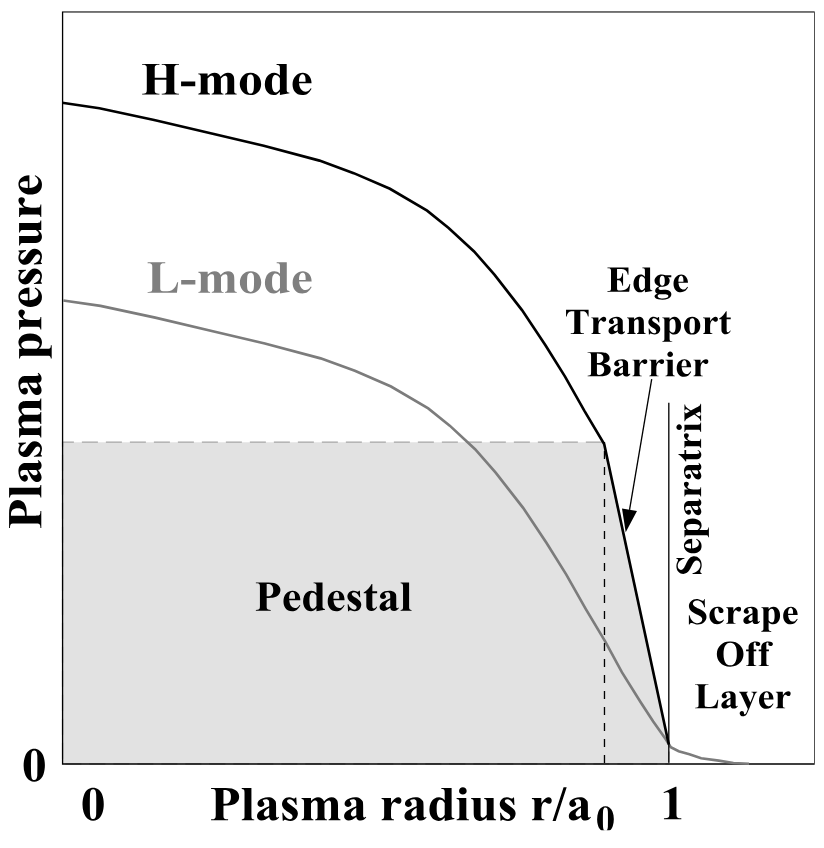 H-mode
L-mode
Edge
Transport
Barrier
Plasma pressure
Separatrix
Pedestal
Scrape
Off
Layer
0
0
Plasma radius r/a₀
1